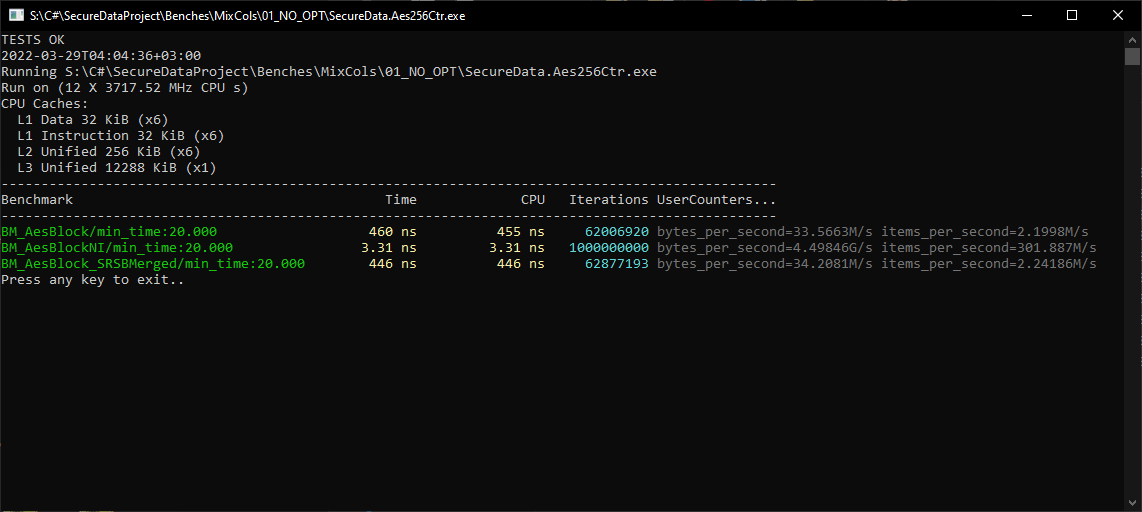 S:\C#\SecureDataProject\Benches\MixCols\01_NO_OPT\SecureData.Aes256Ctr.exe
TESTS OK
2022-03-29T04:04:36+03:00
Running S:\C#\SecureDataProject\Benches\MixCols\01_NO_OPT\SecureData.Aes256Ctr.exe
Run on (12 X 3717.52 MHz CPU s)
CPU Caches:
  L1 Data 32 KiB (x6)
  L1 Instruction 32 KiB (x6)
  L2 Unified 256 KiB (x6)
  L3 Unified 12288 KiB (x1)
-------------------------------------------------------------------------------------------------
Benchmark                                       Time             CPU   Iterations UserCounters...
-------------------------------------------------------------------------------------------------
BM_AesBlock/min_time:20.000                   460 ns          455 ns     62006920 bytes_per_second=33.5663M/s items_per_second=2.1998M/s
BM_AesBlockNI/min_time:20.000                3.31 ns         3.31 ns   1000000000 bytes_per_second=4.49846G/s items_per_second=301.887M/s
BM_AesBlock_SRSBMerged/min_time:20.000        446 ns          446 ns     62877193 bytes_per_second=34.2081M/s items_per_second=2.24186M/s
Press any key to exit..